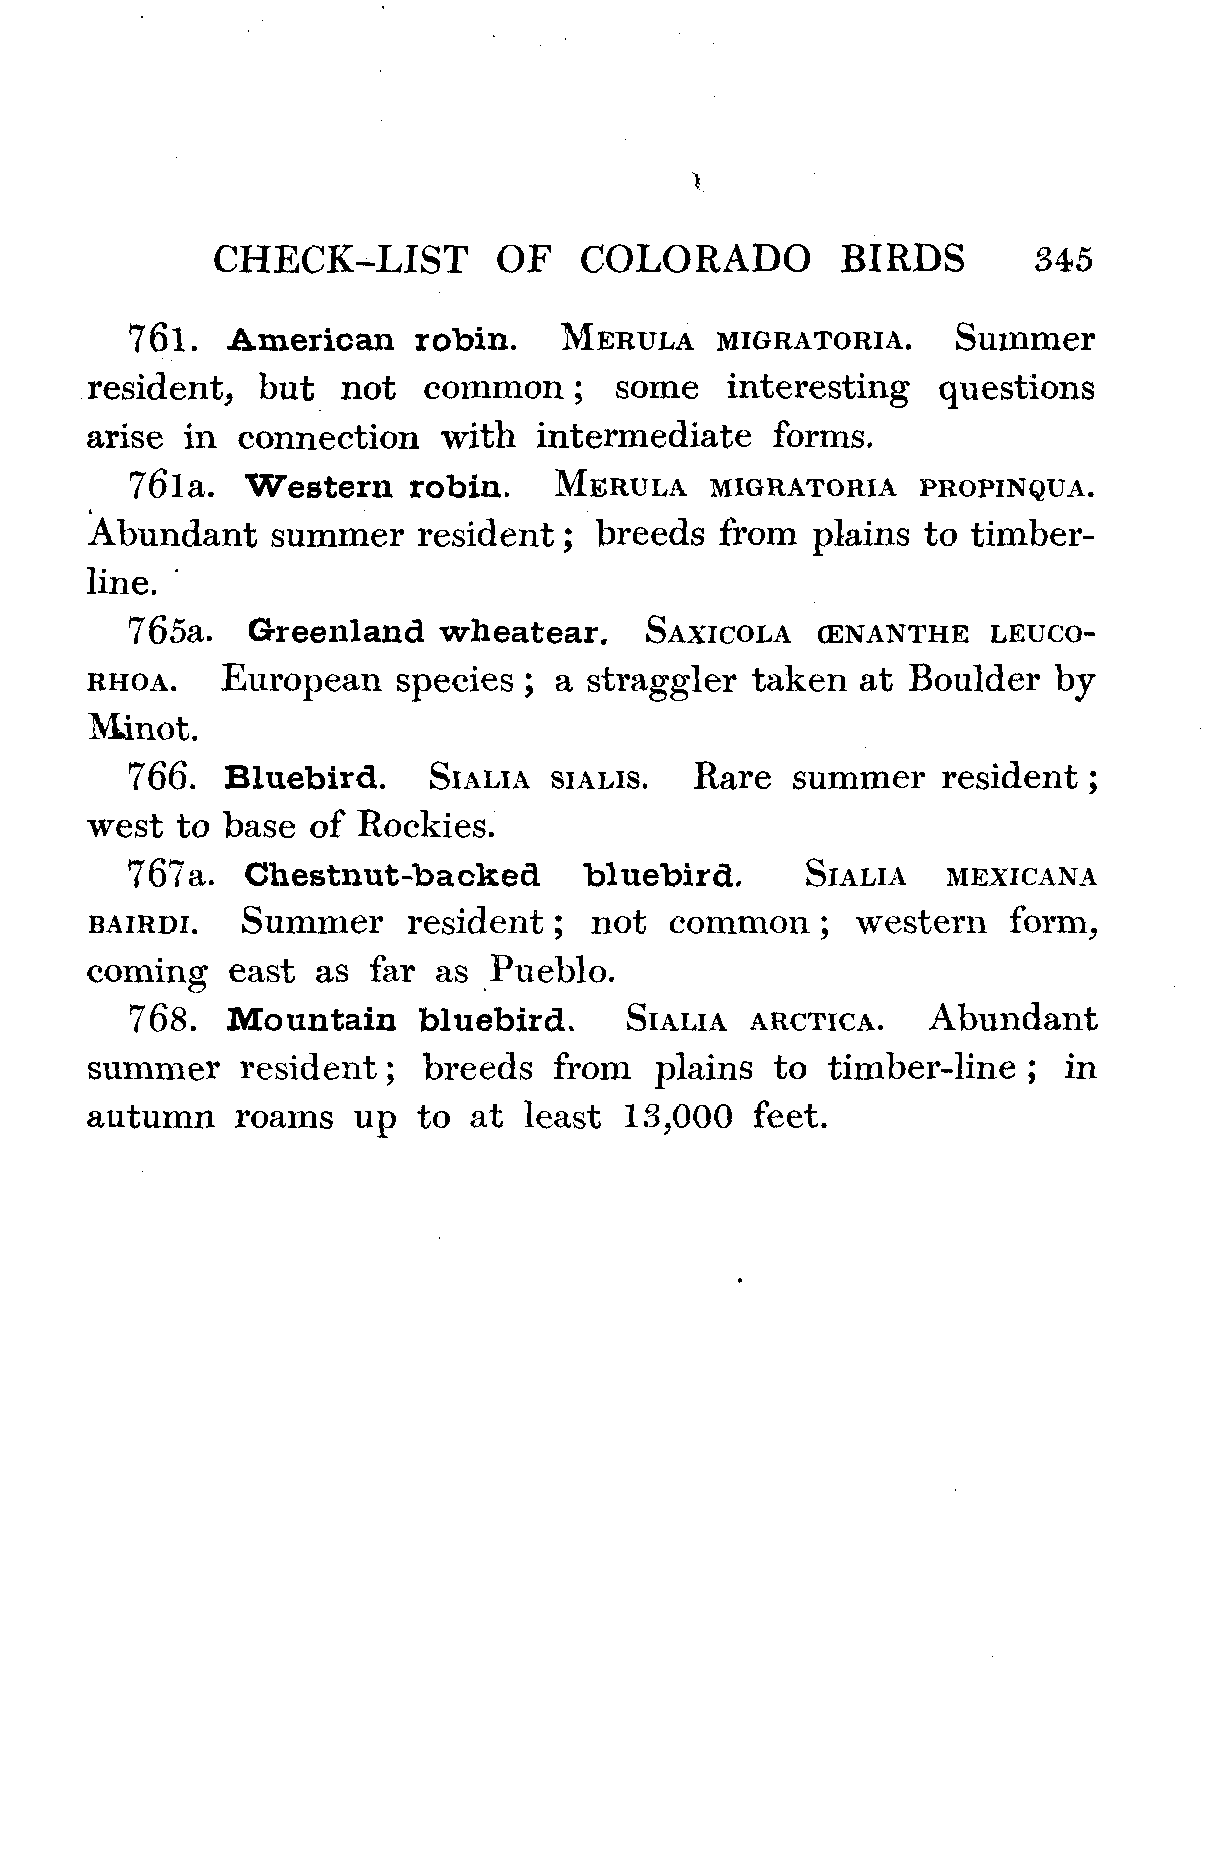 CHECK-LIST OF COLORADO BIRDS 345
761. American robin. MERULA MIGRATORIA. Summer
resident, but not common; some interesting questions
arise in connection with intermediate forms.
761a. Western robin. MERULA MIGRATORIA PROPINQUA.
Abundant summer resident; breeds from plains to timber-
line.
765a. Greenland wheatear. SAXICOLA ŒNANTHE LEUCO-
RHOA. European species; a straggler taken at Boulder by
Minot.
766. Bluebird. SIALIA SIALIS. Rare summer resident;
west to base of Rockies.
767a. Chestnut-backed bluebird. SIALIA MEXICANA
BAIRDI. Summer resident; not common; western form,
coming east as far as Pueblo.
768. Mountain bluebird. SIALIA ARCTICA. Abundant
summer resident; breeds from plains to timber-line; in
autumn roams up to at least 13,000 feet.